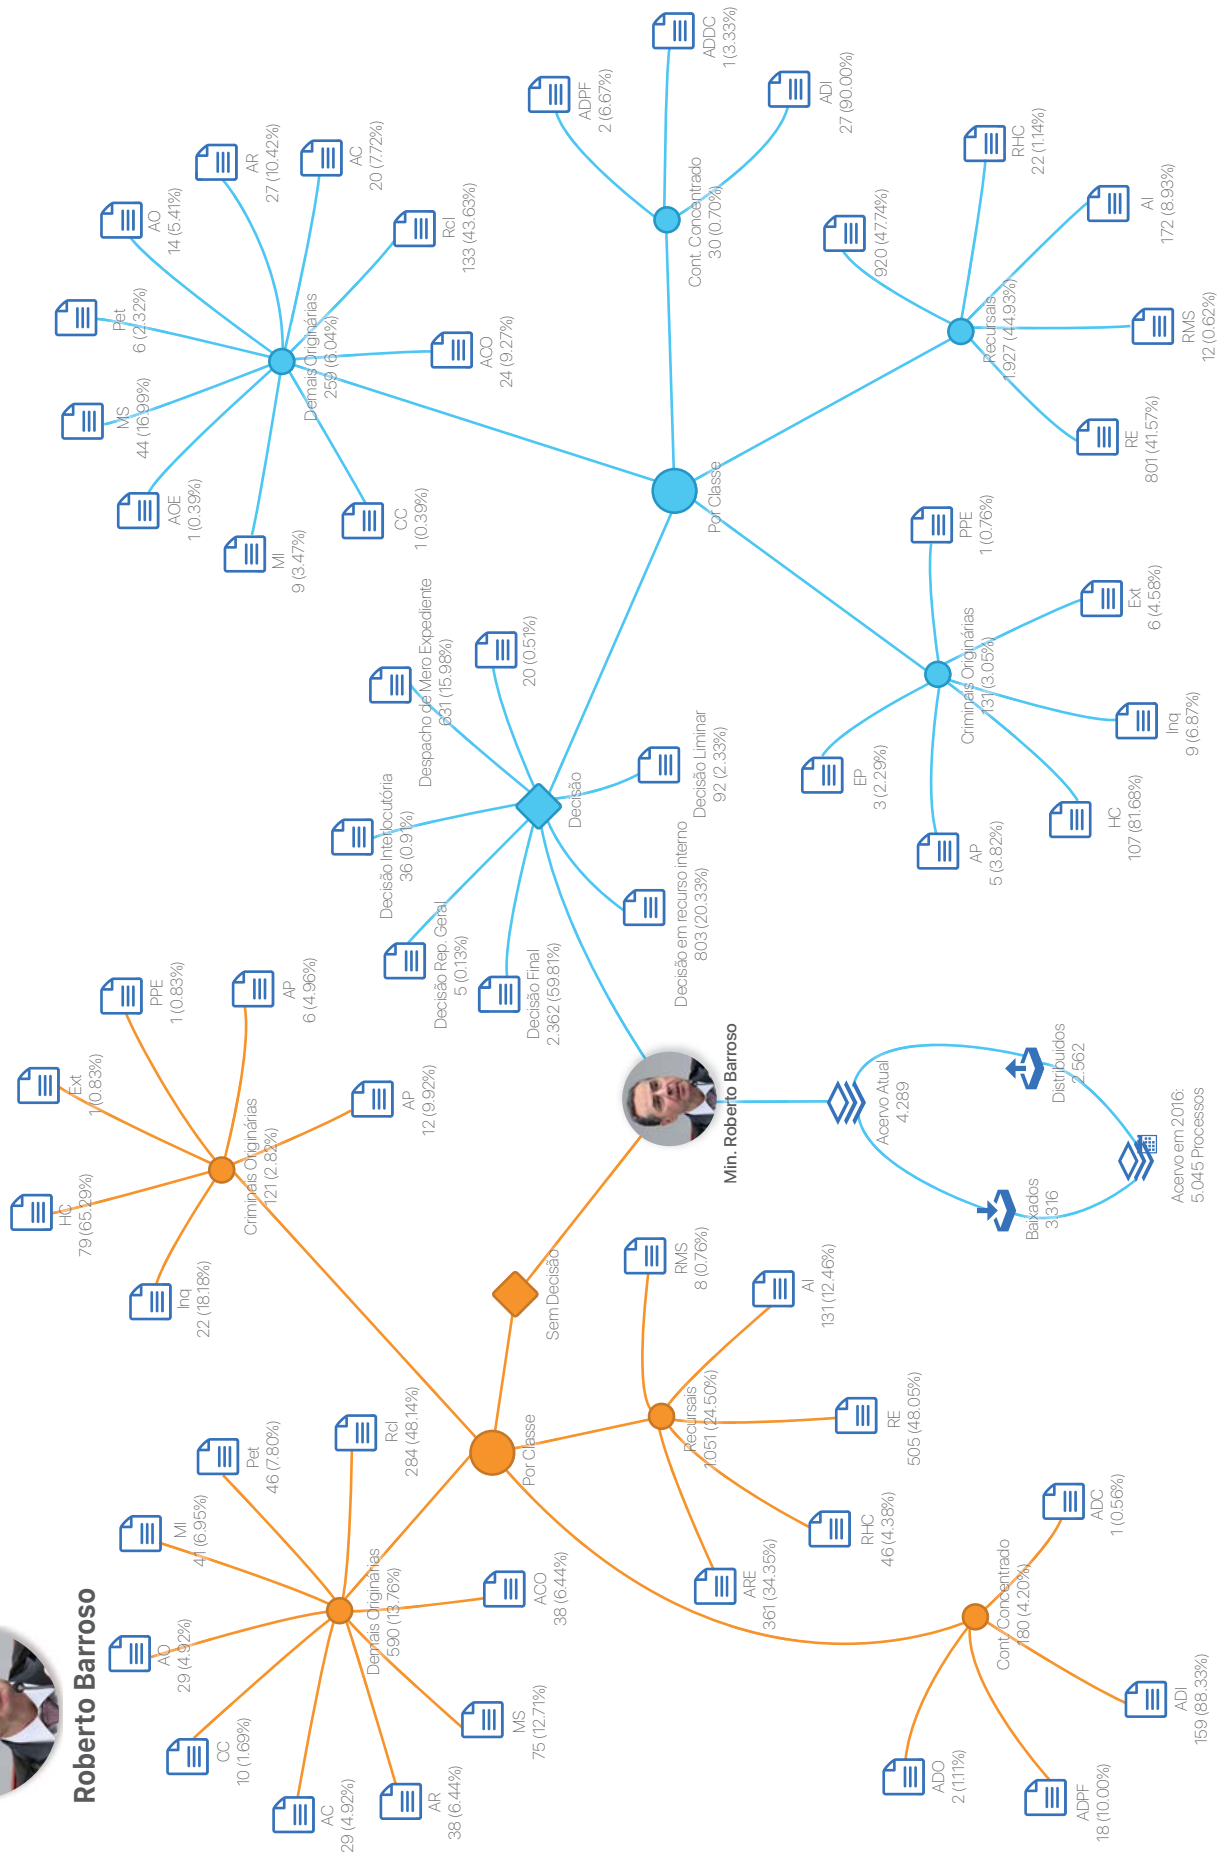 Roberto Barroso
Min. Roberto Barroso
Sem Decisão
Por Classe
Criminais Originárias
121 (2.82%)
Inq
22 (18.18%)
HC
79 (65.29%)
Ext
1 (0.83%)
PPE
1 (0.83%)
AP
6 (4.96%)
AP
12 (9.92%)
Demais Originárias
590 (13.76%)
AR
38 (6.44%)
AC
29 (4.92%)
CC
10 (1.69%)
AO
29 (4.92%)
MI
41 (6.95%)
Pet
46 (7.80%)
Rcl
284 (48.14%)
ACO
38 (6.44%)
MS
75 (12.71%)
Recursais
1.051 (24.50%)
RMS
8 (0.76%)
AI
131 (12.46%)
RE
505 (48.05%)
RHC
46 (4.38%)
ARE
361 (34.35%)
Cont. Concentrado
180 (4.20%)
ADC
1 (0.56%)
ADI
159 (88.33%)
ADPF
18 (10.00%)
ADO
2 (1.11%)
Acervo Atual
4.289
Distribuidos
2.562
Baixados
3.316
Acervo em 2016:
5.045 Processos
Decisão
Decisão Final
2.362 (59.81%)
Decisão Rep. Geral
5 (0.13%)
Decisão Interlocutória
36 (0.91%)
Despacho de Mero Expediente
631 (15.98%)
20 (0.51%)
Decisão Liminar
92 (2.33%)
Decisão em recurso interno
803 (20.33%)
Por Classe
Demais Originárias
259 (6.04%)
CC
1 (0.39%)
MI
9 (3.47%)
AOE
1 (0.39%)
MS
44 (16.99%)
Pet
6 (2.32%)
AO
14 (5.41%)
AR
27 (10.42%)
AC
20 (7.72%)
Rcl
133 (43.63%)
ACO
24 (9.27%)
Cont. Concentrado
30 (0.70%)
ADPF
2 (6.67%)
ADDC
1 (3.33%)
ADI
27 (90.00%)
Recursais
1.927 (44.93%)
920 (47.74%)
RHC
22 (1.14%)
AI
172 (8.93%)
RMS
12 (0.62%)
RE
801 (41.57%)
Criminais Originárias
131 (3.05%)
PPE
1 (0.76%)
Ext
6 (4.58%)
Inq
9 (6.87%)
HC
107 (81.68%)
AP
5 (3.82%)
EP
3 (2.29%)